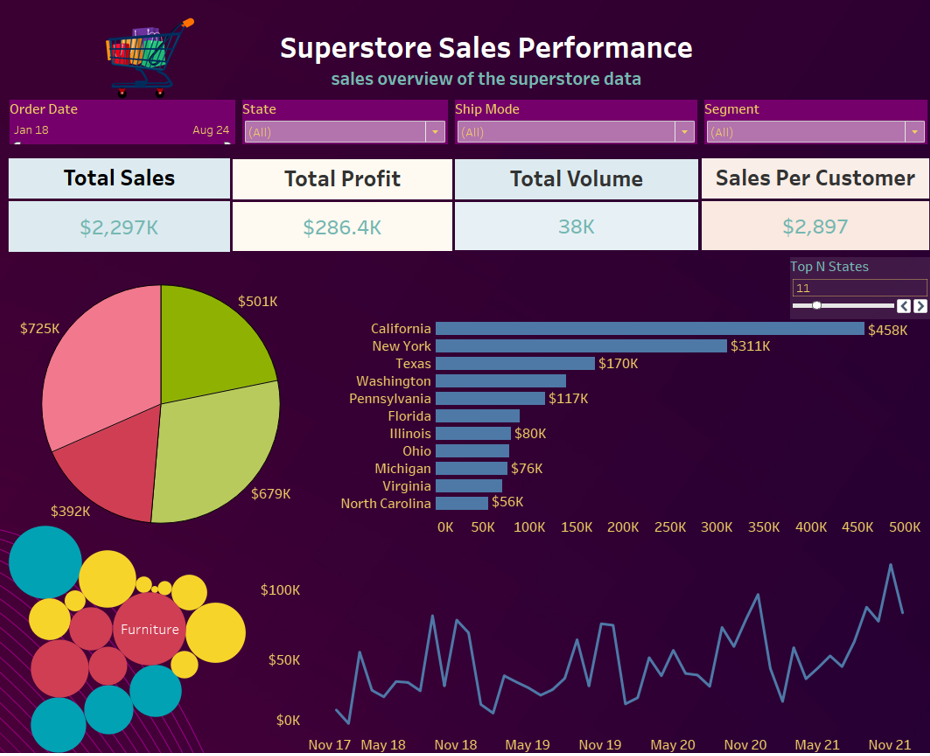 Superstore Sales Performance
sales overview of the superstore data
Order Date
Jan 18 Aug 24
State
(All)
Ship Mode
(All)
Segment
(All)
Total Sales
$2,297K
Total Profit
$286.4K
Total Volume
38K
Sales Per Customer
$2,897
Top N States
11
$501K
$725K
$679K
$392K
California $458K
New York $311K
Texas $170K
Washington
Pennsylvania $117K
Florida
Illinois $80K
Ohio
Michigan $76K
Virginia
North Carolina $56K
0K 50K 100K 150K 200K 250K 300K 350K 400K 450K 500K
Furniture
$100K
$50K
$0K
Nov 17 May 18 Nov 18 May 19 Nov 19 May 20 Nov 20 May 21 Nov 21